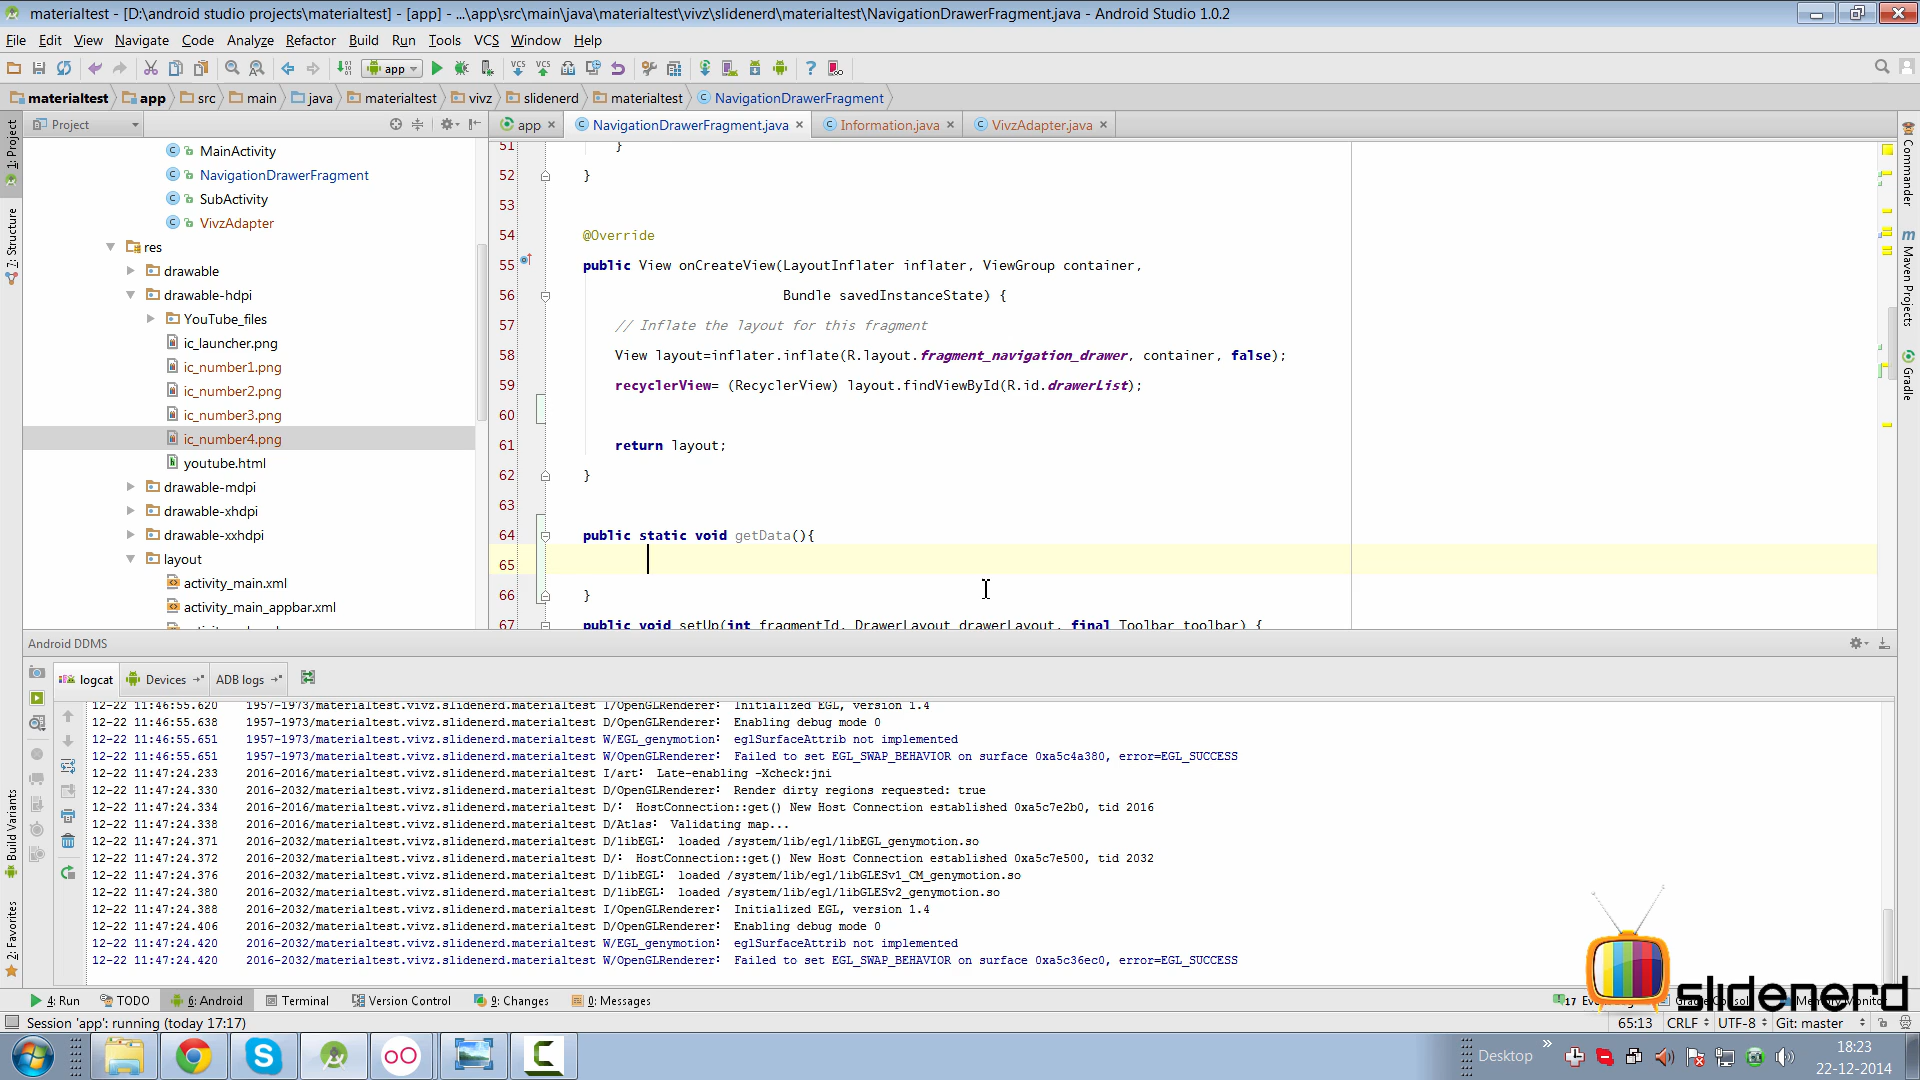 materialtest - [D:\android studio projects\materialtest] - [app] - ...\app\src\main\java\materialtest\vivz\slidenerd\materialtest\NavigationDrawerFragment.java - Android Studio 1.0.2
File Edit View Navigate Code Analyze Refactor Build Run Tools VCS Window Help
app
materialtest app src main java materialtest vivz slidenerd materialtest NavigationDrawerFragment
Project
app NavigationDrawerFragment.java Information.java VivzAdapter.java
1: Project
7: Structure
Build Variants
2: Favorites
Commander
Maven Projects
Gradle
MainActivity
NavigationDrawerFragment
SubActivity
VivzAdapter
res
drawable
drawable-hdpi
YouTube_files
ic_launcher.png
ic_number1.png
ic_number2.png
ic_number3.png
ic_number4.png
youtube.html
drawable-mdpi
drawable-xhdpi
drawable-xxhdpi
layout
activity_main.xml
activity_main_appbar.xml
51 }
52 }
53
54 @Override
55 public View onCreateView(LayoutInflater inflater, ViewGroup container,
56 Bundle savedInstanceState) {
57 // Inflate the layout for this fragment
58 View layout=inflater.inflate(R.layout.fragment_navigation_drawer, container, false);
59 recyclerView= (RecyclerView) layout.findViewById(R.id.drawerList);
60
61 return layout;
62 }
63
64 public static void getData(){
65
66 }
67 public void setUp(int fragmentId, DrawerLayout drawerLayout, final Toolbar toolbar) {
Android DDMS
logcat Devices ADB logs
12-22 11:46:55.620 1957-1973/materialtest.vivz.slidenerd.materialtest I/OpenGLRenderer: Initialized EGL, version 1.4
12-22 11:46:55.638 1957-1973/materialtest.vivz.slidenerd.materialtest D/OpenGLRenderer: Enabling debug mode 0
12-22 11:46:55.651 1957-1973/materialtest.vivz.slidenerd.materialtest W/EGL_genymotion: eglSurfaceAttrib not implemented
12-22 11:46:55.651 1957-1973/materialtest.vivz.slidenerd.materialtest W/OpenGLRenderer: Failed to set EGL_SWAP_BEHAVIOR on surface 0xa5c4a380, error=EGL_SUCCESS
12-22 11:47:24.233 2016-2016/materialtest.vivz.slidenerd.materialtest I/art: Late-enabling -Xcheck:jni
12-22 11:47:24.330 2016-2032/materialtest.vivz.slidenerd.materialtest D/OpenGLRenderer: Render dirty regions requested: true
12-22 11:47:24.334 2016-2016/materialtest.vivz.slidenerd.materialtest D/: HostConnection::get() New Host Connection established 0xa5c7e2b0, tid 2016
12-22 11:47:24.338 2016-2016/materialtest.vivz.slidenerd.materialtest D/Atlas: Validating map...
12-22 11:47:24.371 2016-2032/materialtest.vivz.slidenerd.materialtest D/libEGL: loaded /system/lib/egl/libEGL_genymotion.so
12-22 11:47:24.372 2016-2032/materialtest.vivz.slidenerd.materialtest D/: HostConnection::get() New Host Connection established 0xa5c7e500, tid 2032
12-22 11:47:24.376 2016-2032/materialtest.vivz.slidenerd.materialtest D/libEGL: loaded /system/lib/egl/libGLESv1_CM_genymotion.so
12-22 11:47:24.380 2016-2032/materialtest.vivz.slidenerd.materialtest D/libEGL: loaded /system/lib/egl/libGLESv2_genymotion.so
12-22 11:47:24.388 2016-2032/materialtest.vivz.slidenerd.materialtest I/OpenGLRenderer: Initialized EGL, version 1.4
12-22 11:47:24.406 2016-2032/materialtest.vivz.slidenerd.materialtest D/OpenGLRenderer: Enabling debug mode 0
12-22 11:47:24.420 2016-2032/materialtest.vivz.slidenerd.materialtest W/EGL_genymotion: eglSurfaceAttrib not implemented
12-22 11:47:24.420 2016-2032/materialtest.vivz.slidenerd.materialtest W/OpenGLRenderer: Failed to set EGL_SWAP_BEHAVIOR on surface 0xa5c36ec0, error=EGL_SUCCESS
slidenerd
4: Run TODO 6: Android Terminal Version Control 9: Changes 0: Messages 17
Session 'app': running (today 17:17) 65:13 CRLF UTF-8 Git: master
Desktop
18:23
22-12-2014